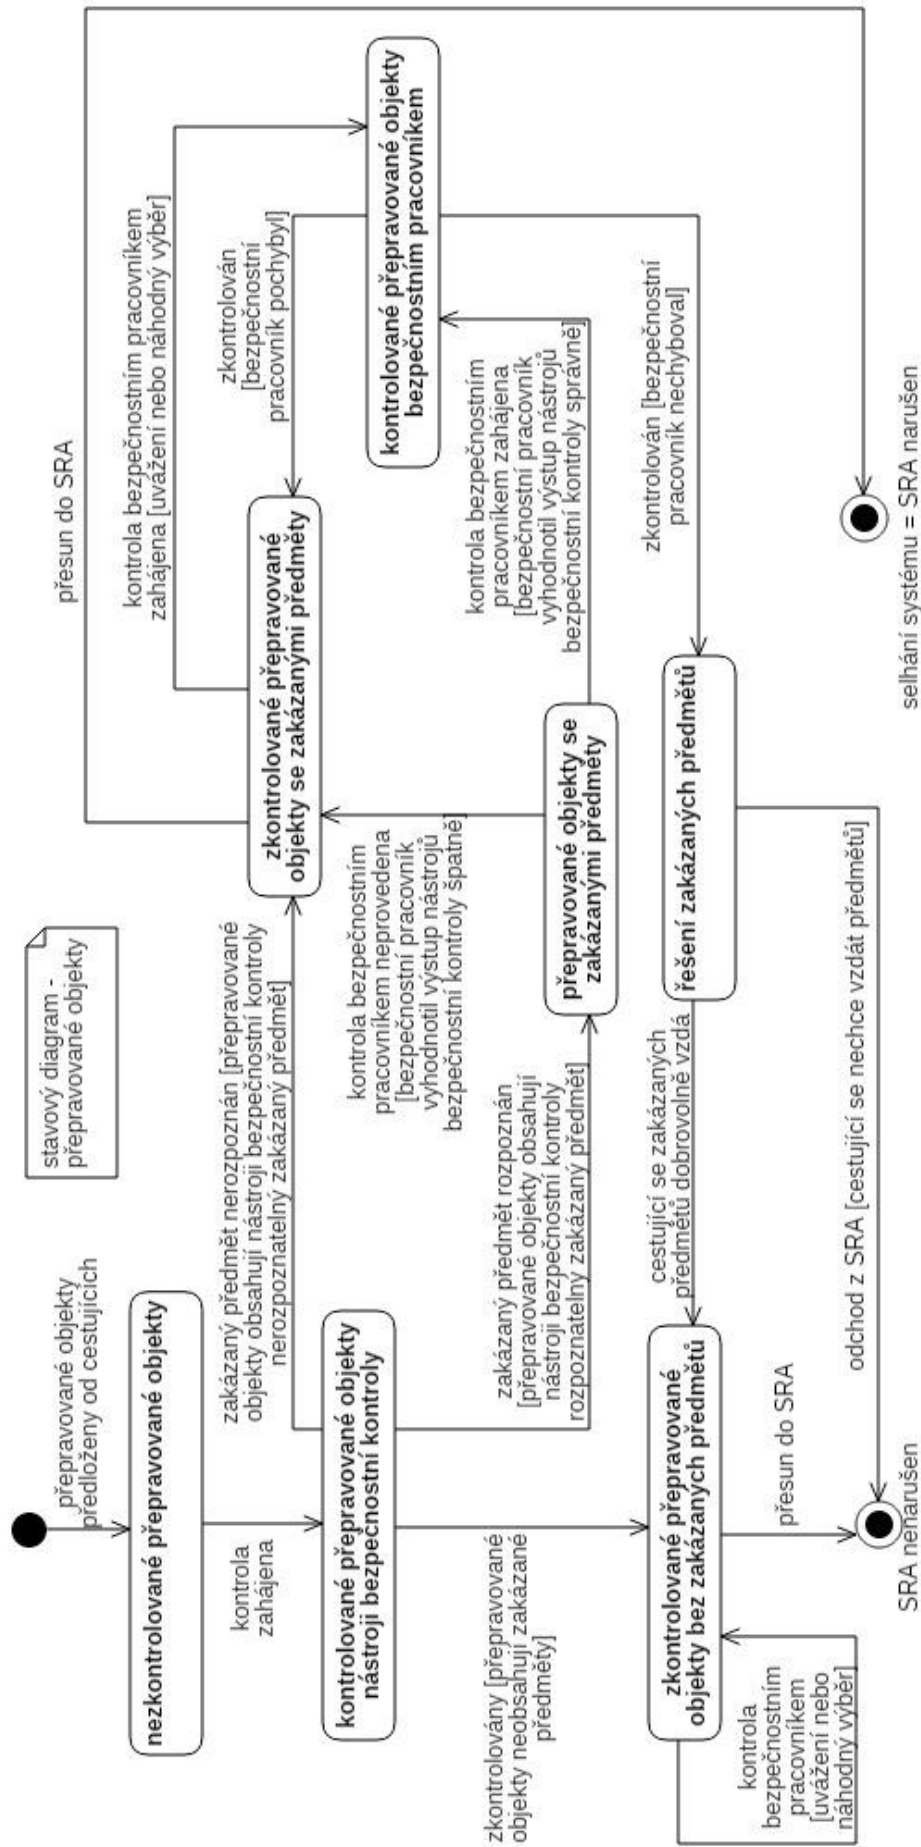 stavový diagram -
přepravované objekty
přepravované objekty
předloženy od cestujících
nezkontrolované přepravované objekty
kontrola
zahájena
kontrolované přepravované objekty
nástroji bezpečnostní kontroly
zakázaný předmět nerozpoznán [přepravované
objekty obsahují nástroji bezpečnostní kontroly
nerozpoznatelný zakázaný předmět]
zakázaný předmět rozpoznán
[přepravované objekty obsahují
nástroji bezpečnostní kontroly
rozpoznatelný zakázaný předmět]
zkontrolovány [přepravované
objekty neobsahují zakázané
předměty]
přesun do SRA
kontrola bezpečnostním pracovníkem
zahájena [uvážení nebo náhodný výběr]
zkontrolované přepravované
objekty se zakázanými předměty
zkontrolován
[bezpečnostní
pracovník pochybyl]
kontrolované přepravované objekty
bezpečnostním pracovníkem
kontrola bezpečnostním
pracovníkem neprovedena
[bezpečnostní pracovník
vyhodnotil výstup nástrojů
bezpečnostní kontroly špatně]
kontrola bezpečnostním
pracovníkem zahájena
[bezpečnostní pracovník
vyhodnotil výstup nástrojů
bezpečnostní kontroly správně]
přepravované objekty se
zakázanými předměty
zkontrolován [bezpečnostní
pracovník nechyboval]
řešení zakázaných předmětů
cestující se zakázaných
předmětů dobrovolně vzdá
zkontrolované přepravované
objekty bez zakázaných předmětů
kontrola
bezpečnostním
pracovníkem
[uvážení nebo
náhodný výběr]
přesun do SRA
odchod z SRA [cestující se nechce vzdát předmětů]
SRA nenarušen
selhání systému = SRA narušen